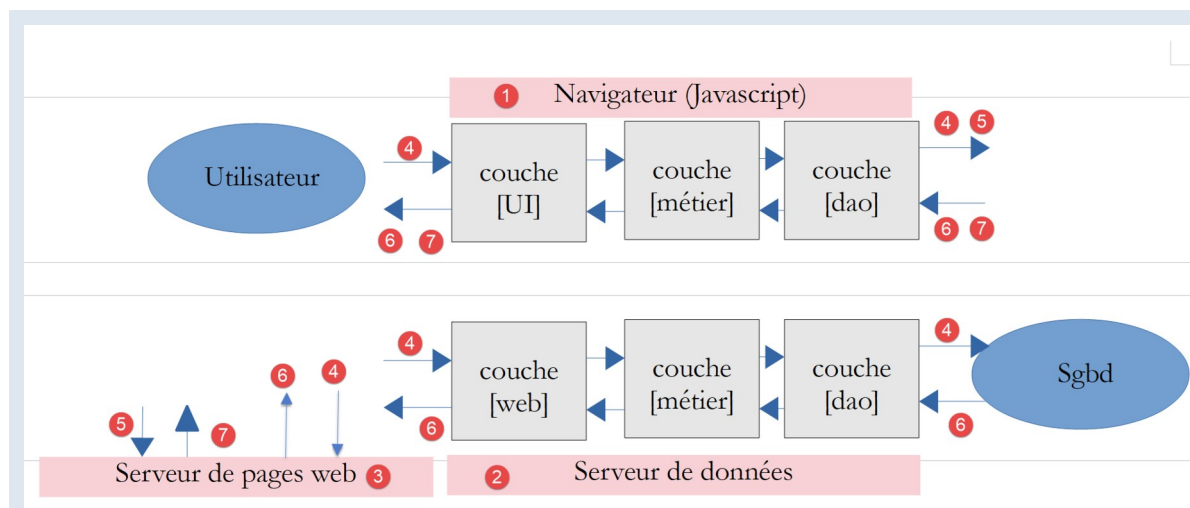 1 Navigateur (Javascript)
4
4 5
Utilisateur
couche
[UI]
couche
[métier]
couche
[dao]
6 7
6 7
4
4
6
4
couche
[web]
couche
[métier]
couche
[dao]
Sgbd
5
7
6
6
Serveur de pages web 3
2 Serveur de données